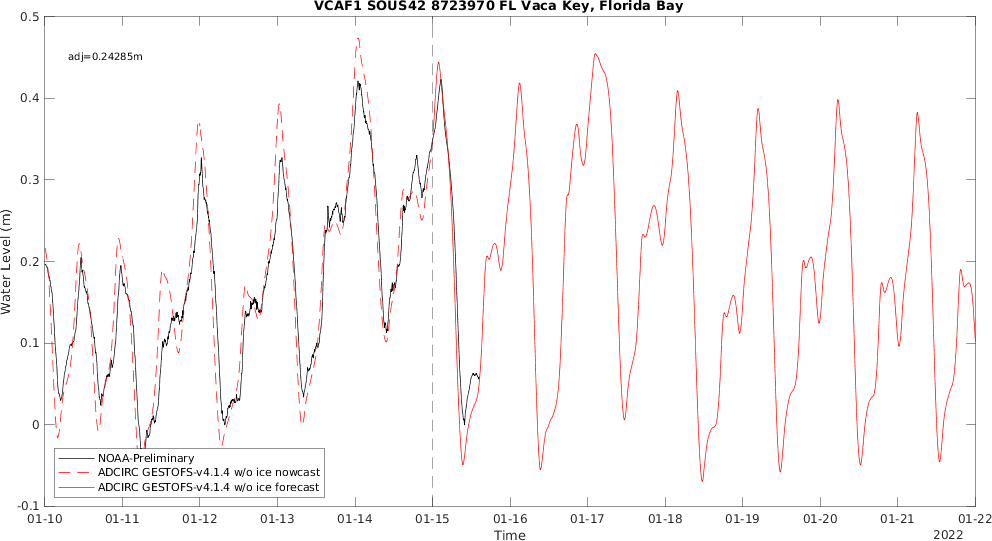 VCAF1 SOUS42 8723970 FL Vaca Key, Florida Bay
adj=0.24285m
0.5
0.4
0.3
0.2
0.1
0
-0.1
Water Level (m)
NOAA-Preliminary
ADCIRC GESTOFS-v4.1.4 w/o ice nowcast
ADCIRC GESTOFS-v4.1.4 w/o ice forecast
01-10 01-11 01-12 01-13 01-14 01-15 01-16 01-17 01-18 01-19 01-20 01-21 01-22
Time
2022